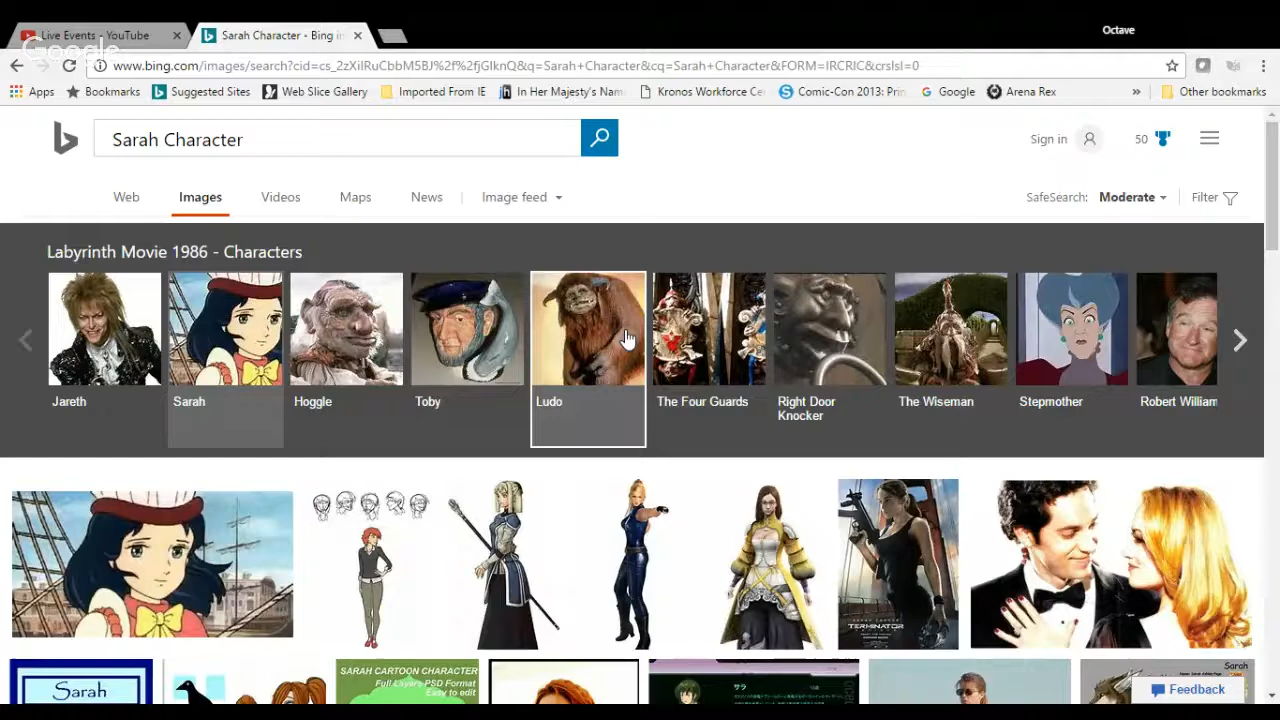 Live Events - YouTube
Sarah Character - Bing in
Octave
Google
www.bing.com/images/search?cid=cs_2zXilRuCbbM5BJ%2f%2fjGIknQ&q=Sarah+Character&cq=Sarah+Character&FORM=IRCRIC&crslsl=0
Apps
Bookmarks
Suggested Sites
Web Slice Gallery
Imported From IE
In Her Majesty's Nam
Kronos Workforce Ce
Comic-Con 2013: Prin
Google
Arena Rex
»
Other bookmarks
Sarah Character
Sign in
50
Web
Images
Videos
Maps
News
Image feed
SafeSearch: Moderate
Filter
Labyrinth Movie 1986 - Characters
Jareth
Sarah
Hoggle
Toby
Ludo
The Four Guards
Right Door
Knocker
The Wiseman
Stepmother
Robert William
TERMINATOR
Sarah
SARAH CARTOON CHARACTER
Full Layers PSD Format
Easy to edit
サラ
Sarah
Feedback